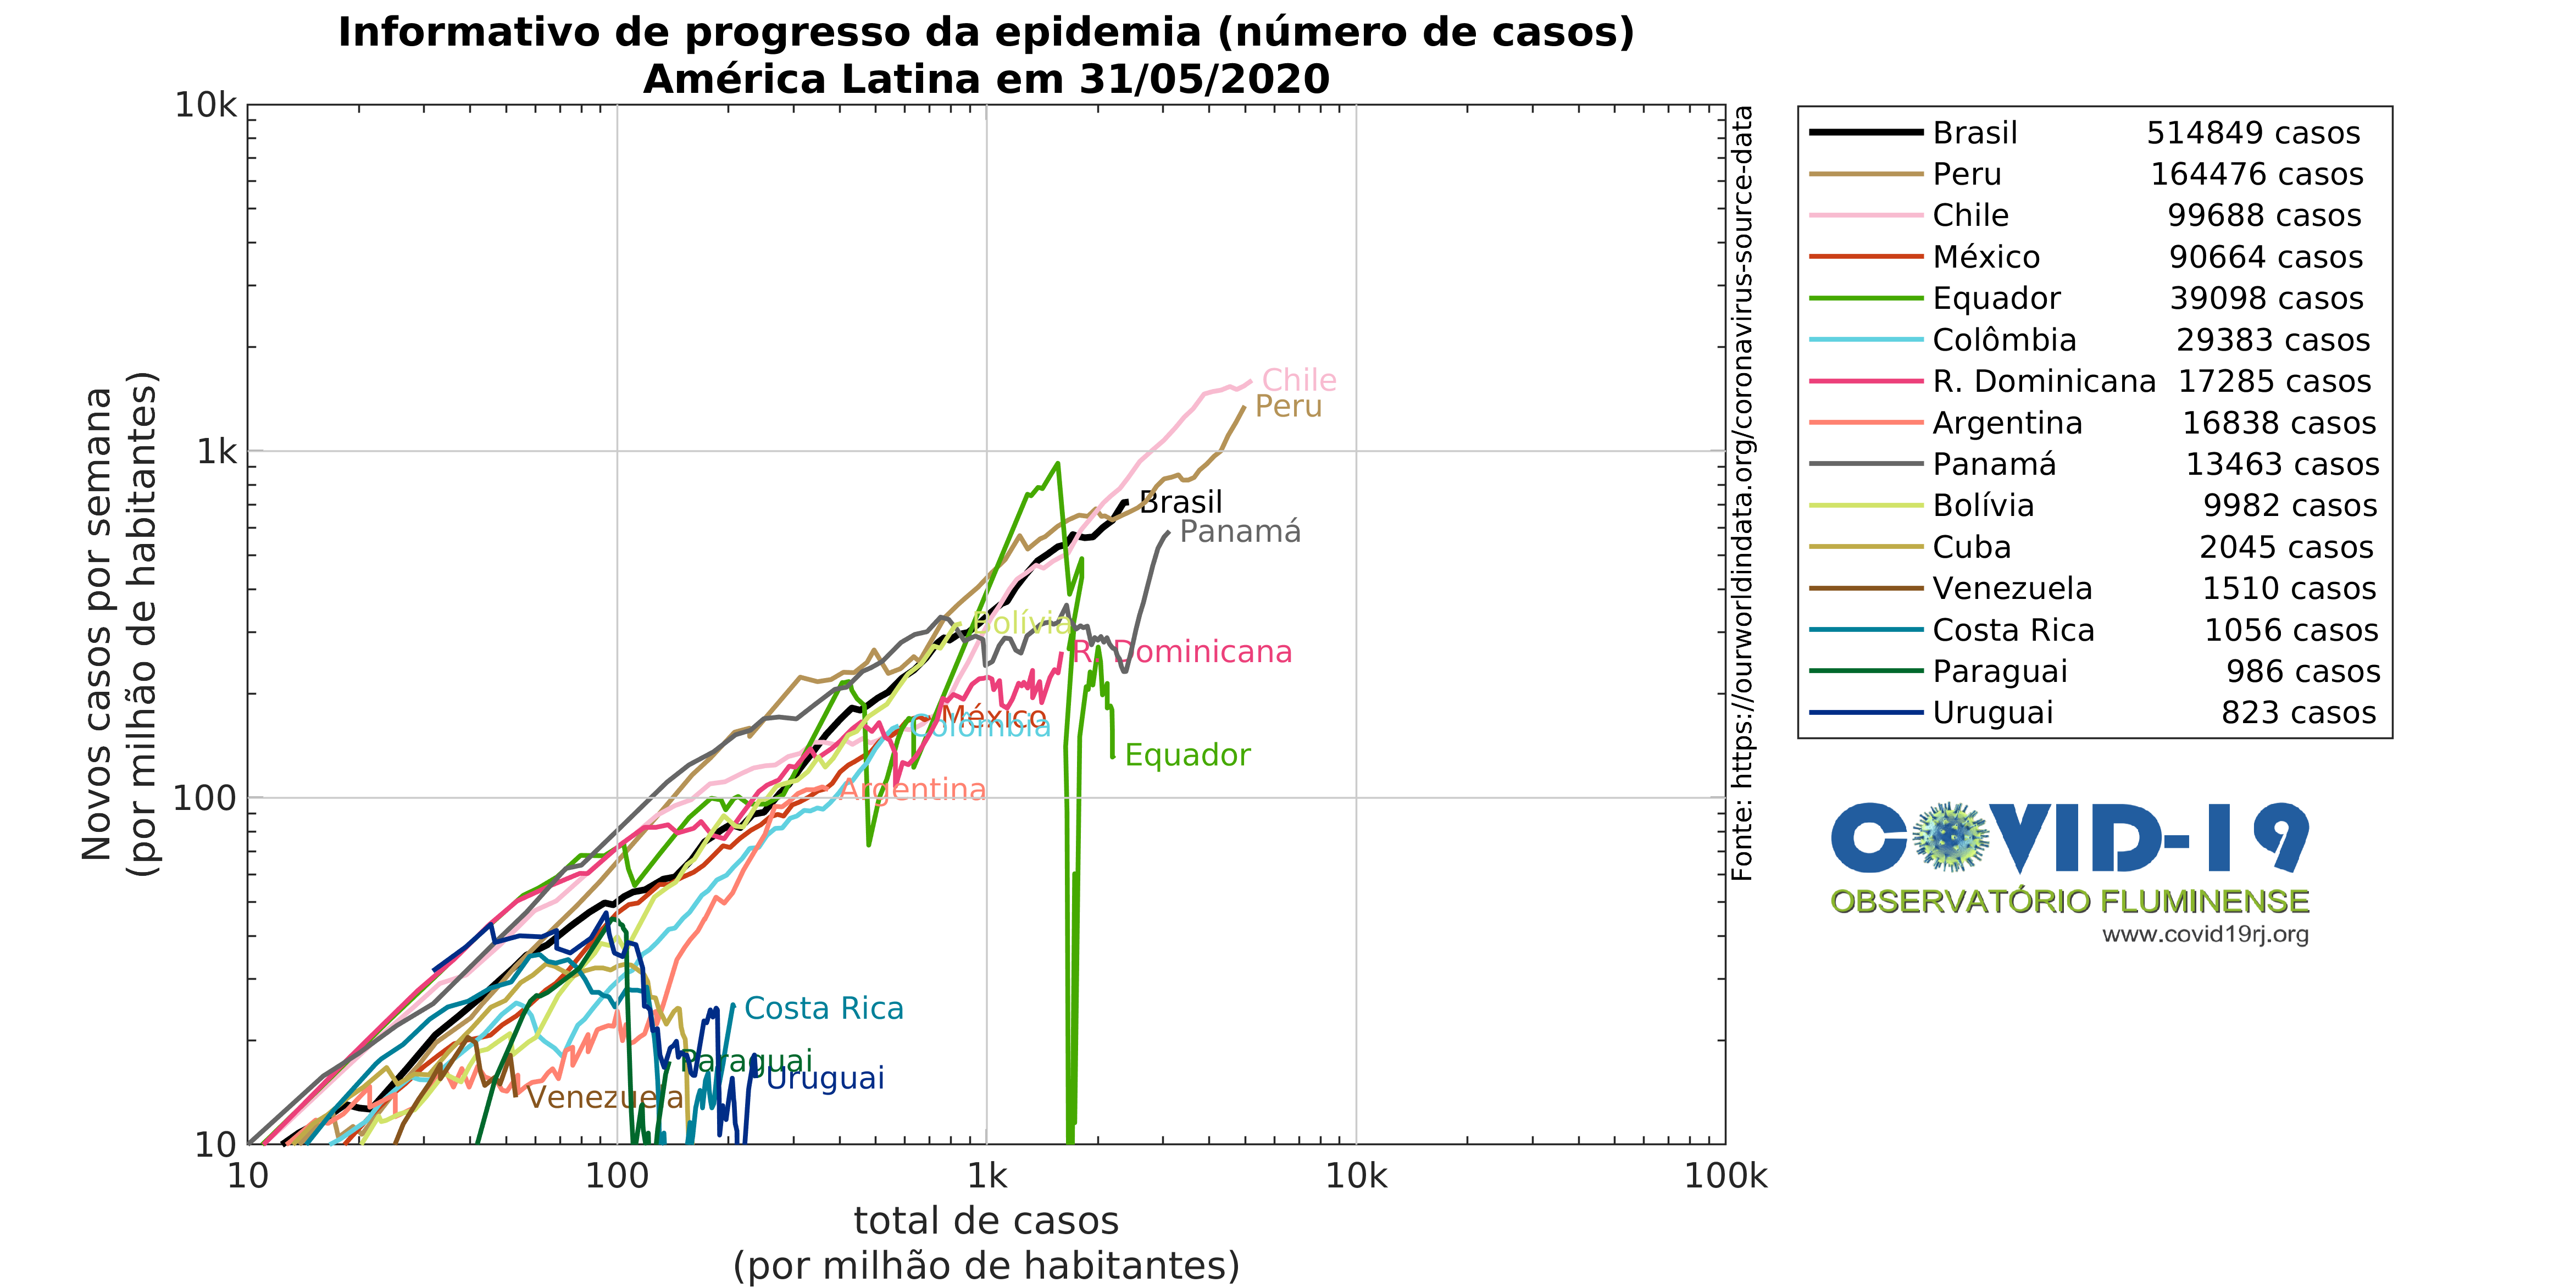 Informativo de progresso da epidemia (número de casos)
América Latina em 31/05/2020
10k
1k
100
10
Novos casos por semana
(por milhão de habitantes)
10
100
1k
10k
100k
total de casos
(por milhão de habitantes)
Chile
Peru
Brasil
Panamá
Bolívia
R. Dominicana
México
Colômbia
Equador
Argentina
Costa Rica
Paraguai
Uruguai
Venezuela
Fonte: https://ourworldindata.org/coronavirus-source-data
Brasil 514849 casos
Peru 164476 casos
Chile 99688 casos
México 90664 casos
Equador 39098 casos
Colômbia 29383 casos
R. Dominicana 17285 casos
Argentina 16838 casos
Panamá 13463 casos
Bolívia 9982 casos
Cuba 2045 casos
Venezuela 1510 casos
Costa Rica 1056 casos
Paraguai 986 casos
Uruguai 823 casos
COVID-19
OBSERVATÓRIO FLUMINENSE
www.covid19rj.org